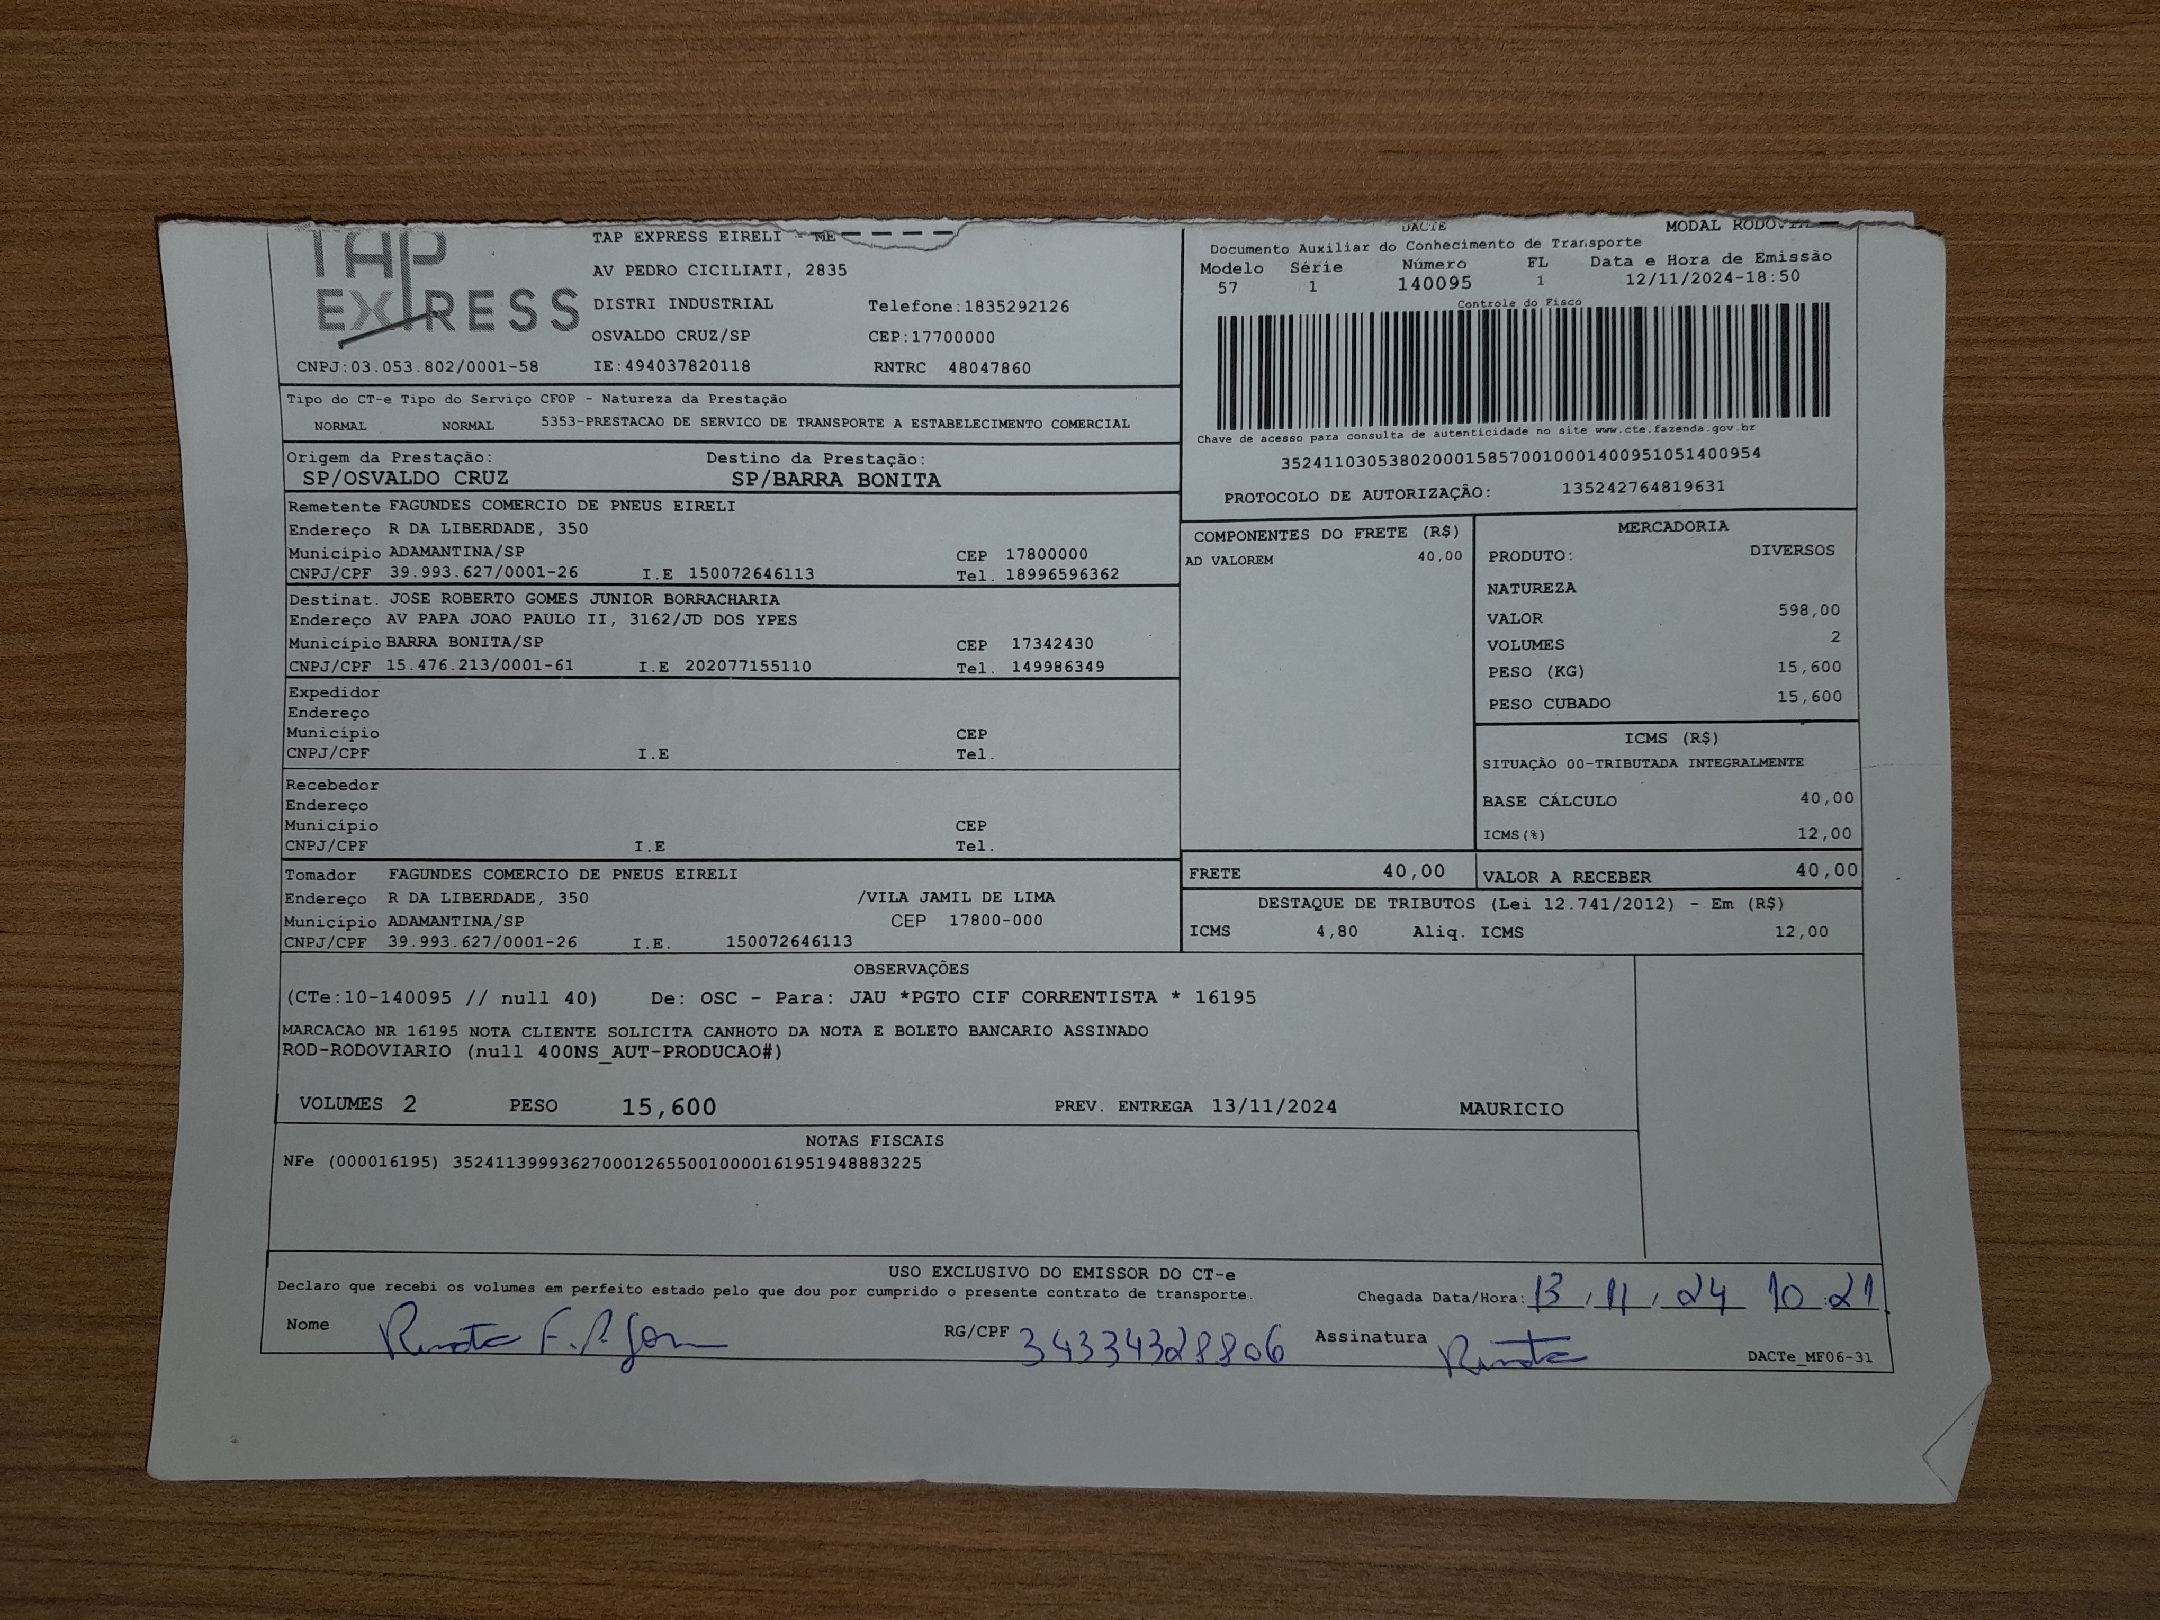 TAP EXPRESS
TAP EXPRESS EIRELI - ME
AV PEDRO CICILIATI, 2835
DISTRI INDUSTRIAL Telefone:1835292126
OSVALDO CRUZ/SP CEP:17700000
CNPJ:03.053.802/0001-58 IE:494037820118 RNTRC 48047860
DACTE MODAL
Documento Auxiliar do Conhecimento de Transporte
Modelo Série Número FL Data e Hora de Emissão
57 1 140095 1 12/11/2024-18:50
Controle do Fisco
Chave de acesso para consulta de autenticidade no site www.cte.fazenda.gov.br
35241103053802000158570010001400951051400954
PROTOCOLO DE AUTORIZAÇÃO: 135242764819631
Tipo do CT-e Tipo do Serviço CFOP - Natureza da Prestação
NORMAL NORMAL 5353-PRESTACAO DE SERVICO DE TRANSPORTE A ESTABELECIMENTO COMERCIAL
Origem da Prestação: Destino da Prestação:
SP/OSVALDO CRUZ SP/BARRA BONITA
Remetente FAGUNDES COMERCIO DE PNEUS EIRELI
Endereço R DA LIBERDADE, 350
Município ADAMANTINA/SP CEP 17800000
CNPJ/CPF 39.993.627/0001-26 I.E 150072646113 Tel. 18996596362
Destinat. JOSE ROBERTO GOMES JUNIOR BORRACHARIA
Endereço AV PAPA JOAO PAULO II, 3162/JD DOS YPES
Município BARRA BONITA/SP CEP 17342430
CNPJ/CPF 15.476.213/0001-61 I.E 202077155110 Tel. 149986349
Expedidor
Endereço
Município CEP
CNPJ/CPF I.E Tel.
Recebedor
Endereço
Município CEP
CNPJ/CPF I.E Tel.
Tomador FAGUNDES COMERCIO DE PNEUS EIRELI
Endereço R DA LIBERDADE, 350 /VILA JAMIL DE LIMA
Município ADAMANTINA/SP CEP 17800-000
CNPJ/CPF 39.993.627/0001-26 I.E. 150072646113
COMPONENTES DO FRETE (R$)
AD VALOREM 40,00
MERCADORIA
PRODUTO: DIVERSOS
NATUREZA
VALOR 598,00
VOLUMES 2
PESO (KG) 15,600
PESO CUBADO 15,600
ICMS (R$)
SITUAÇÃO 00-TRIBUTADA INTEGRALMENTE
BASE CÁLCULO 40,00
ICMS(%) 12,00
FRETE 40,00 VALOR A RECEBER 40,00
DESTAQUE DE TRIBUTOS (Lei 12.741/2012) - Em (R$)
ICMS 4,80 Aliq. ICMS 12,00
OBSERVAÇÕES
(CTe:10-140095 // null 40) De: OSC - Para: JAU *PGTO CIF CORRENTISTA * 16195
MARCACAO NR 16195 NOTA CLIENTE SOLICITA CANHOTO DA NOTA E BOLETO BANCARIO ASSINADO
ROD-RODOVIARIO (null 400NS_AUT-PRODUCAO#)
VOLUMES 2 PESO 15,600 PREV. ENTREGA 13/11/2024 MAURICIO
NOTAS FISCAIS
NFe (000016195) 35241139993627000126550010000161951948883225
USO EXCLUSIVO DO EMISSOR DO CT-e
Declaro que recebi os volumes em perfeito estado pelo que dou por cumprido o presente contrato de transporte.
Chegada Data/Hora: 13 / 11 / 24 10:21
Nome RG/CPF 34334328806 Assinatura
DACTe_MF06-31